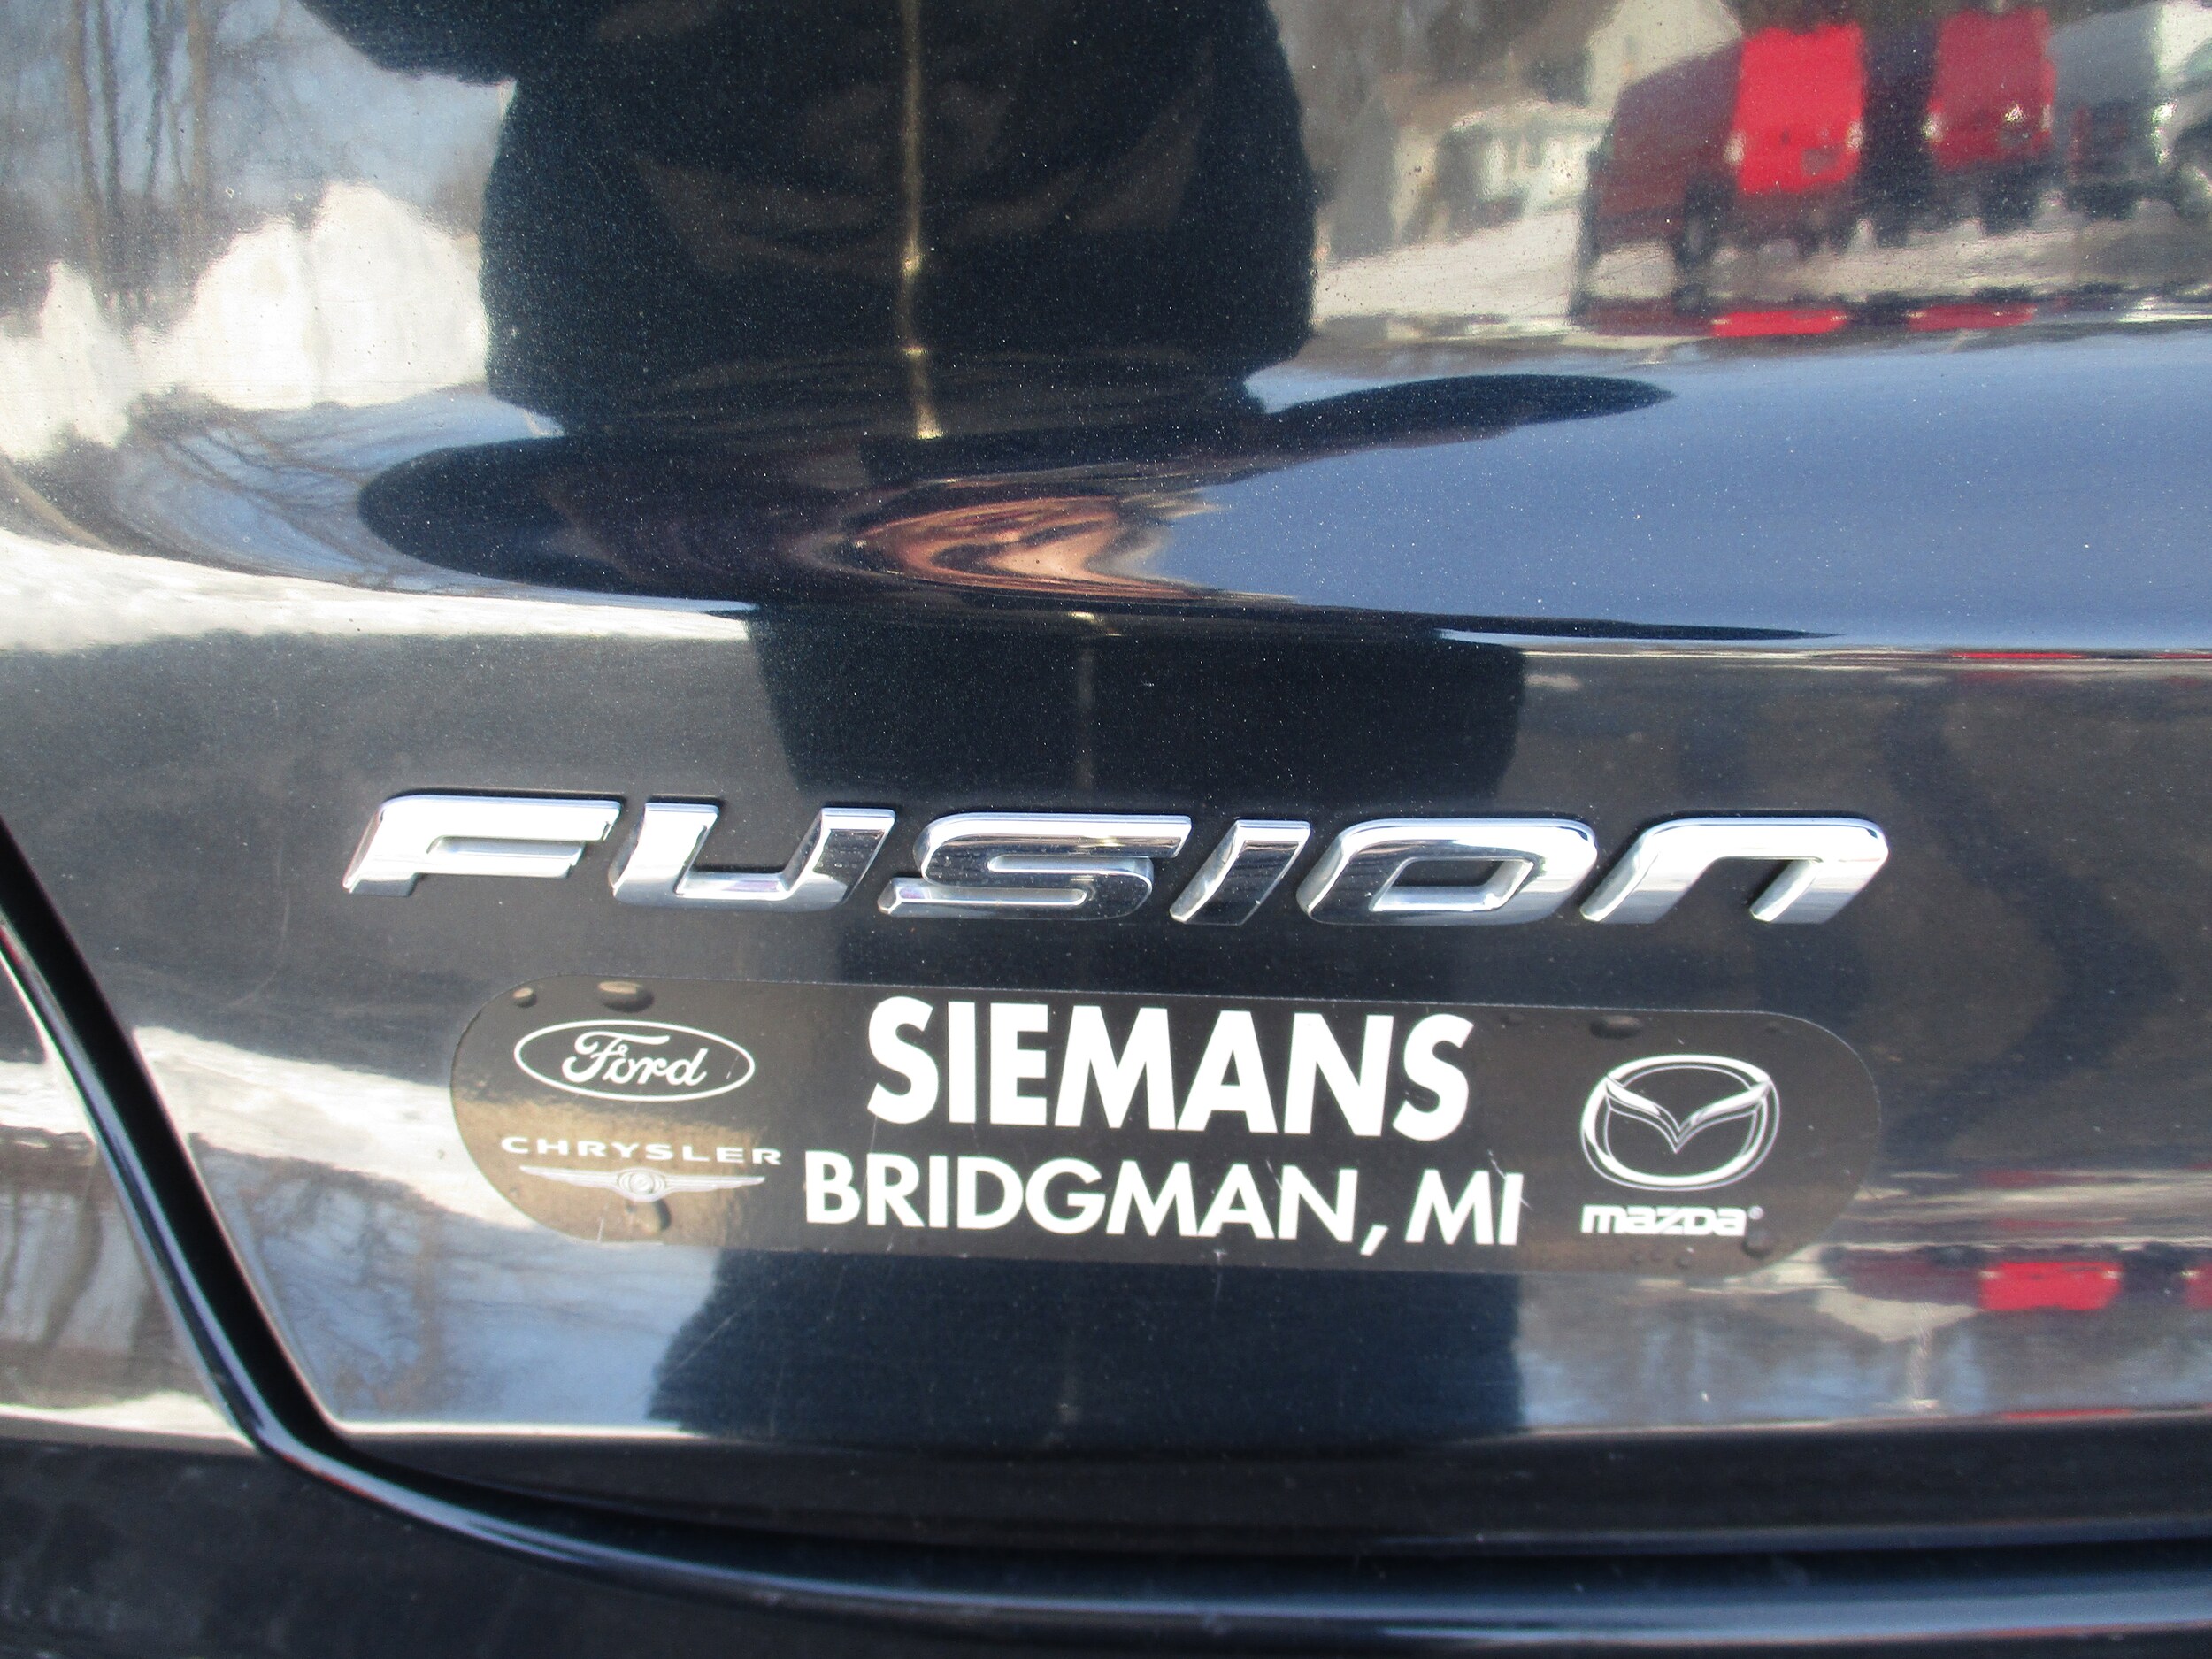 FUSION
Ford
CHRYSLER
SIEMANS
BRIDGMAN, MI
mazda®